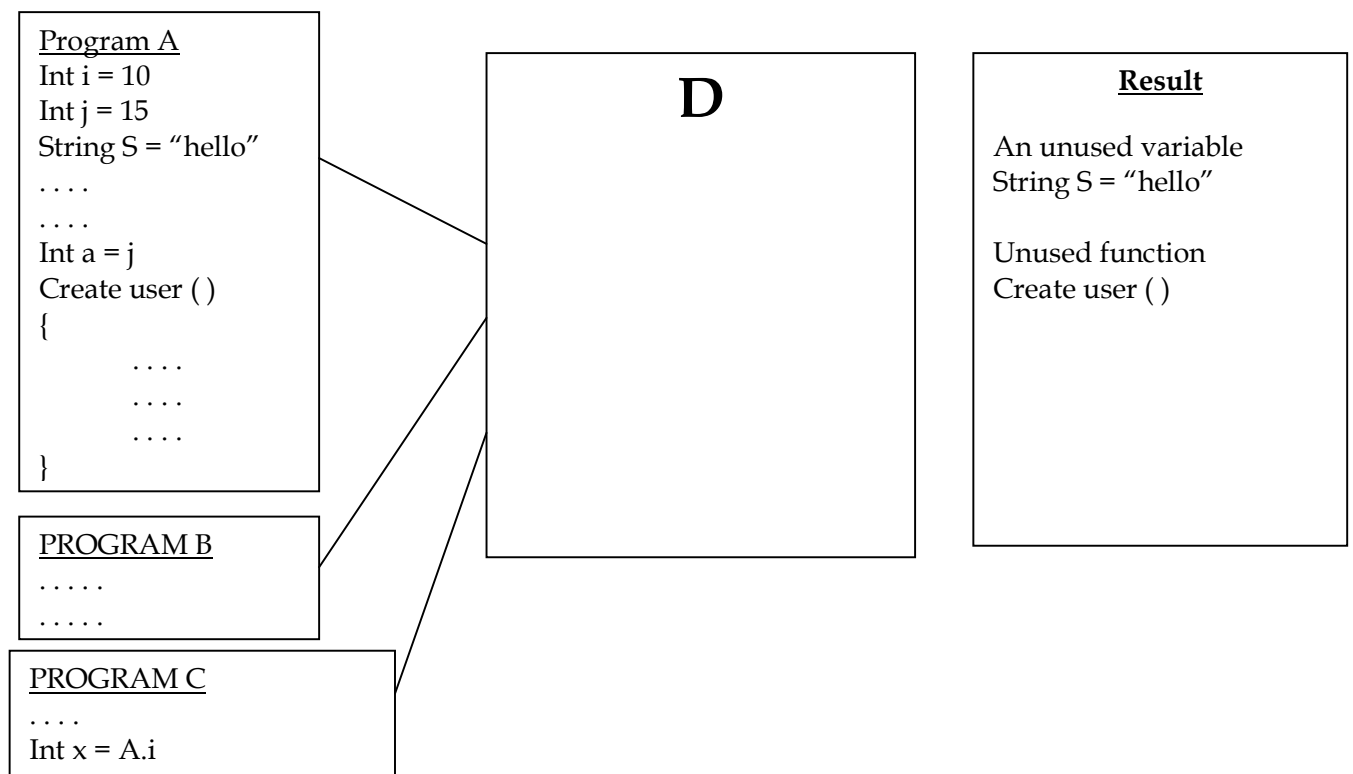 Program A
Int i = 10
Int j = 15
String S = “hello”
. . . .
. . . .
Int a = j
Create user ( )
{
. . . .
. . . .
. . . .
}
PROGRAM B
. . . . .
. . . . .
PROGRAM C
. . . .
Int x = A.i
D
Result
An unused variable
String S = “hello”
Unused function
Create user ( )